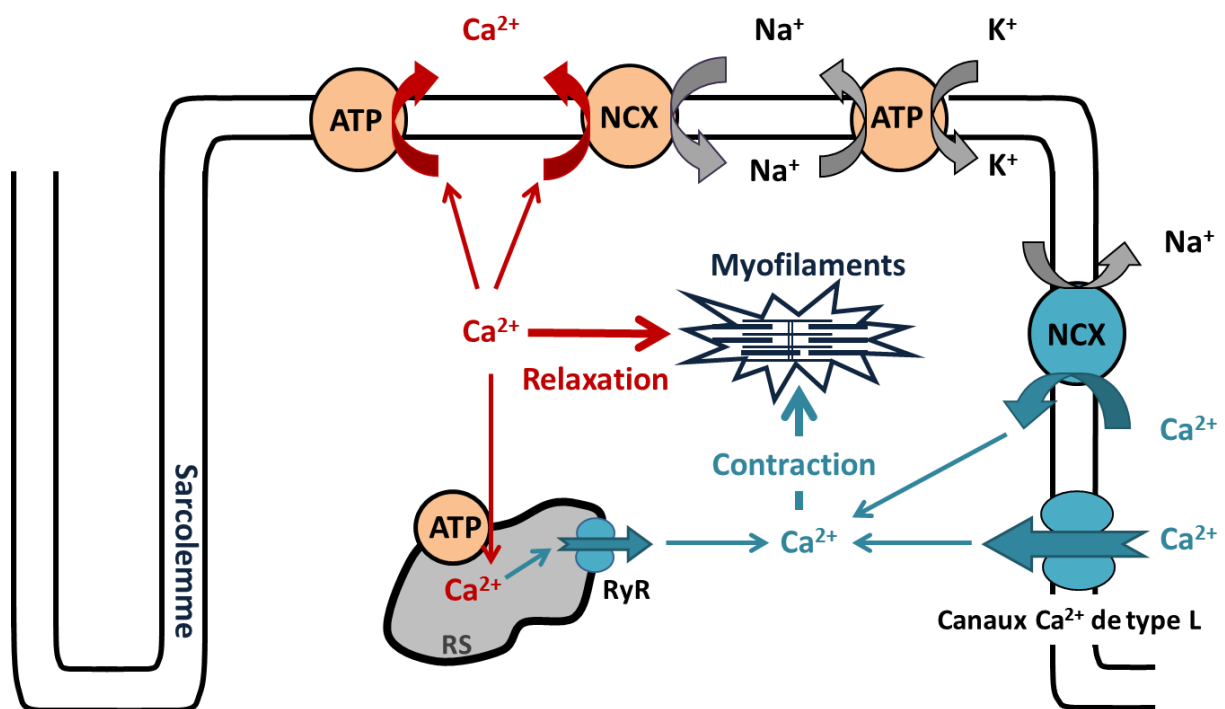 Ca²⁺
Na⁺
K⁺
ATP
NCX
ATP
Na⁺
K⁺
Na⁺
Myofilaments
Ca²⁺
NCX
Relaxation
Ca²⁺
Contraction
Sarcolemme
ATP
Ca²⁺
Ca²⁺
Ca²⁺
RyR
RS
Canaux Ca²⁺ de type L